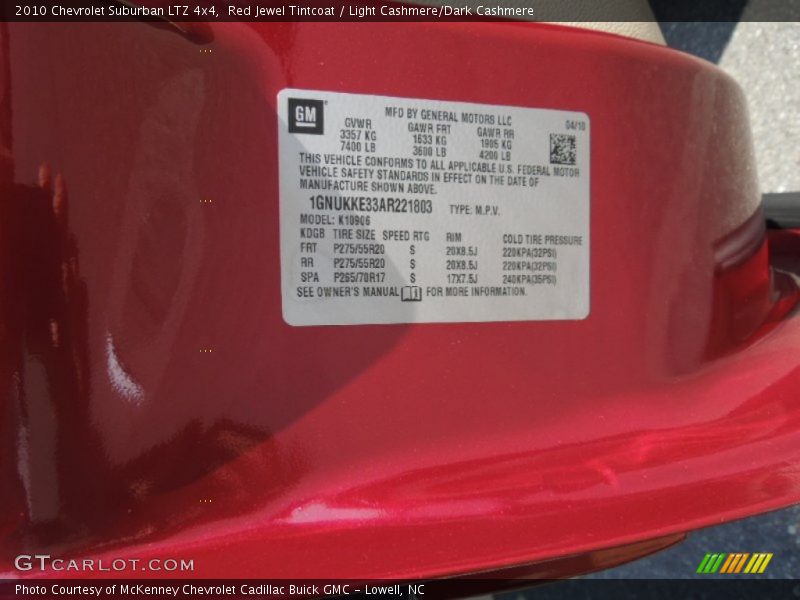 2010 Chevrolet Suburban LTZ 4x4, Red Jewel Tintcoat / Light Cashmere/Dark Cashmere
GM
MFD BY GENERAL MOTORS LLC
04/10
GVWR GAWR FRT GAWR RR
3357 KG 1633 KG 1905 KG
7400 LB 3600 LB 4200 LB
THIS VEHICLE CONFORMS TO ALL APPLICABLE U.S. FEDERAL MOTOR
VEHICLE SAFETY STANDARDS IN EFFECT ON THE DATE OF
MANUFACTURE SHOWN ABOVE.
1GNUKKE33AR221803 TYPE: M.P.V.
MODEL: K10906
KDGB TIRE SIZE SPEED RTG RIM COLD TIRE PRESSURE
FRT P275/55R20 S 20X8.5J 220KPA(32PSI)
RR P275/55R20 S 20X8.5J 220KPA(32PSI)
SPA P265/70R17 S 17X7.5J 240KPA(35PSI)
SEE OWNER'S MANUAL FOR MORE INFORMATION.
GTCARLOT.COM
Photo Courtesy of McKenney Chevrolet Cadillac Buick GMC - Lowell, NC